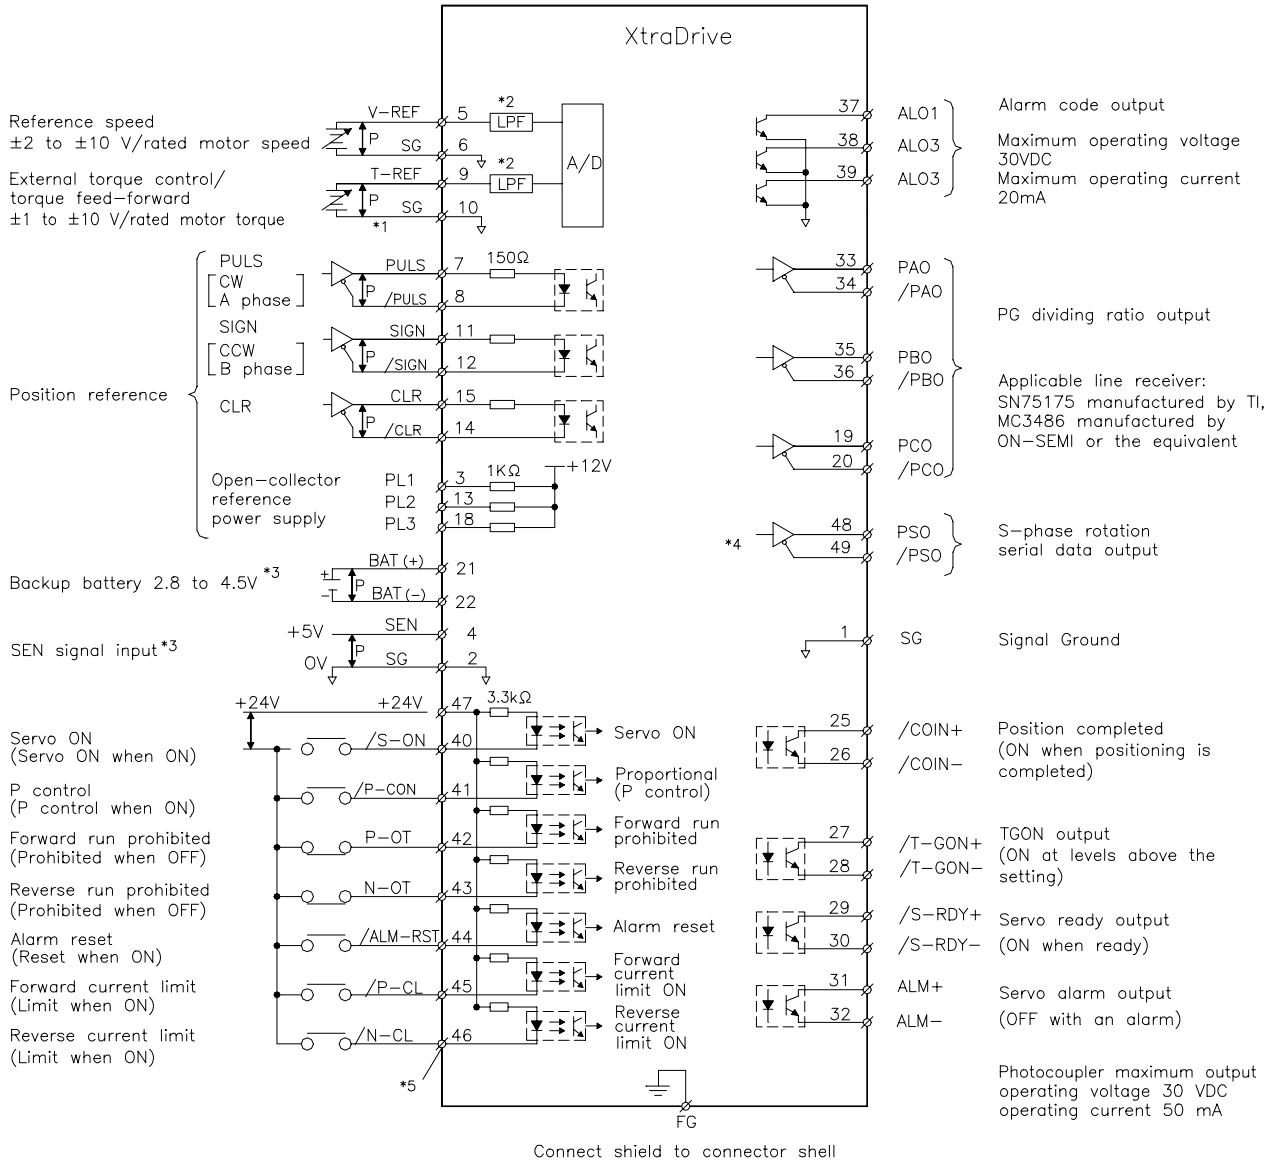 XtraDrive
Reference speed
±2 to ±10 V/rated motor speed
External torque control/
torque feed-forward
±1 to ±10 V/rated motor torque
V-REF
P
SG
T-REF
P
SG
*1
5
6
9
10
*2
LPF
*2
LPF
A/D
Position reference
PULS
CW
A phase
SIGN
CCW
B phase
CLR
P
PULS
/PULS
7
8
150Ω
P
SIGN
/SIGN
11
12
P
CLR
/CLR
15
14
Open-collector
reference
power supply
PL1
PL2
PL3
3
13
18
1KΩ
+12V
Backup battery 2.8 to 4.5V *3
+
-
P
BAT (+)
BAT (-)
21
22
SEN signal input*3
+5V
0V
P
SEN
SG
4
2
+24V
+24V
47
3.3kΩ
Servo ON
(Servo ON when ON)
/S-ON
40
Servo ON
P control
(P control when ON)
/P-CON
41
Proportional
(P control)
Forward run prohibited
(Prohibited when OFF)
P-OT
42
Forward run
prohibited
Reverse run prohibited
(Prohibited when OFF)
N-OT
43
Reverse run
prohibited
Alarm reset
(Reset when ON)
/ALM-RST
44
Alarm reset
Forward current limit
(Limit when ON)
/P-CL
45
Forward
current
limit ON
Reverse current limit
(Limit when ON)
/N-CL
46
Reverse
current
limit ON
*5
37
38
39
ALO1
ALO3
ALO3
Alarm code output
Maximum operating voltage
30VDC
Maximum operating current
20mA
33
34
PAO
/PAO
35
36
PBO
/PBO
19
20
PCO
/PCO
PG dividing ratio output
Applicable line receiver:
SN75175 manufactured by TI,
MC3486 manufactured by
ON-SEMI or the equivalent
*4
48
49
PSO
/PSO
S-phase rotation
serial data output
1
SG
Signal Ground
25
26
/COIN+
/COIN-
Position completed
(ON when positioning is
completed)
27
28
/T-GON+
/T-GON-
TGON output
(ON at levels above the
setting)
29
30
/S-RDY+
/S-RDY-
Servo ready output
(ON when ready)
31
32
ALM+
ALM-
Servo alarm output
(OFF with an alarm)
Photocoupler maximum output
operating voltage 30 VDC
operating current 50 mA
FG
Connect shield to connector shell